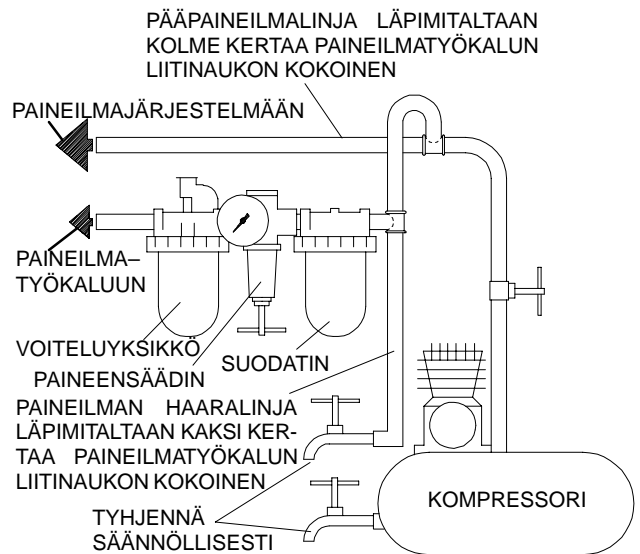 PÄÄPAINEILMALINJA LÄPIMITALTAAN
KOLME KERTAA PAINEILMATYÖKALUN
LIITINAUKON KOKOINEN
PAINEILMAJÄRJESTELMÄÄN
PAINEILMA–
TYÖKALUUN
VOITELUYKSIKKÖ
SUODATIN
PAINEENSÄÄDIN
PAINEILMAN HAARALINJA
LÄPIMITALTAAN KAKSI KER-
TAA PAINEILMATYÖKALUN
LIITINAUKON KOKOINEN
KOMPRESSORI
TYHJENNÄ
SÄÄNNÖLLISESTI